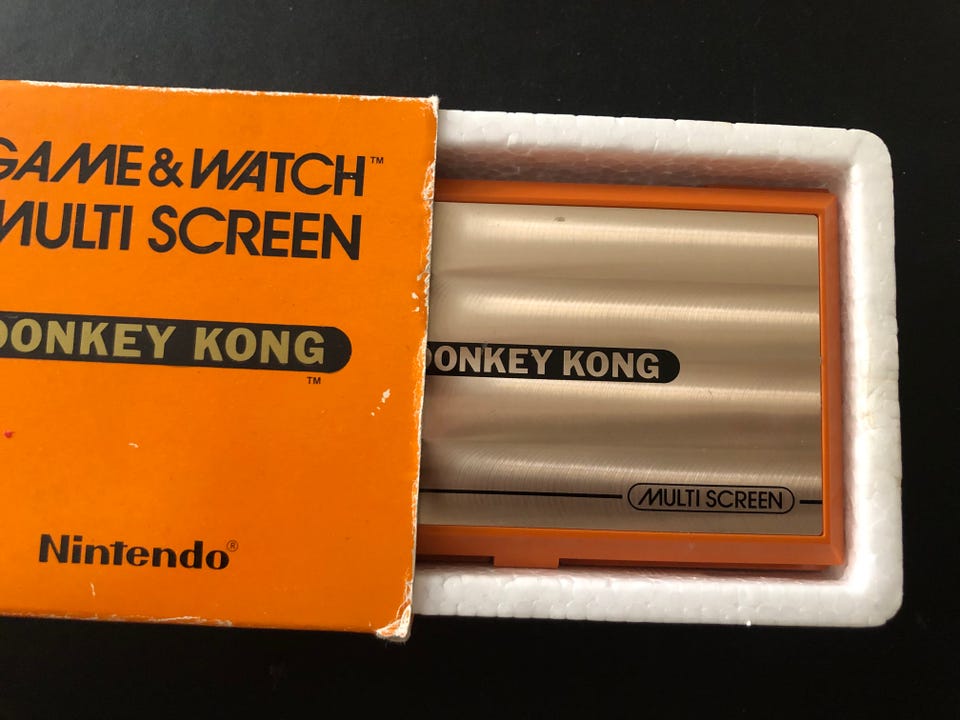 GAME & WATCH™
MULTI SCREEN
DONKEY KONG
TM
Nintendo®
DONKEY KONG
MULTI SCREEN